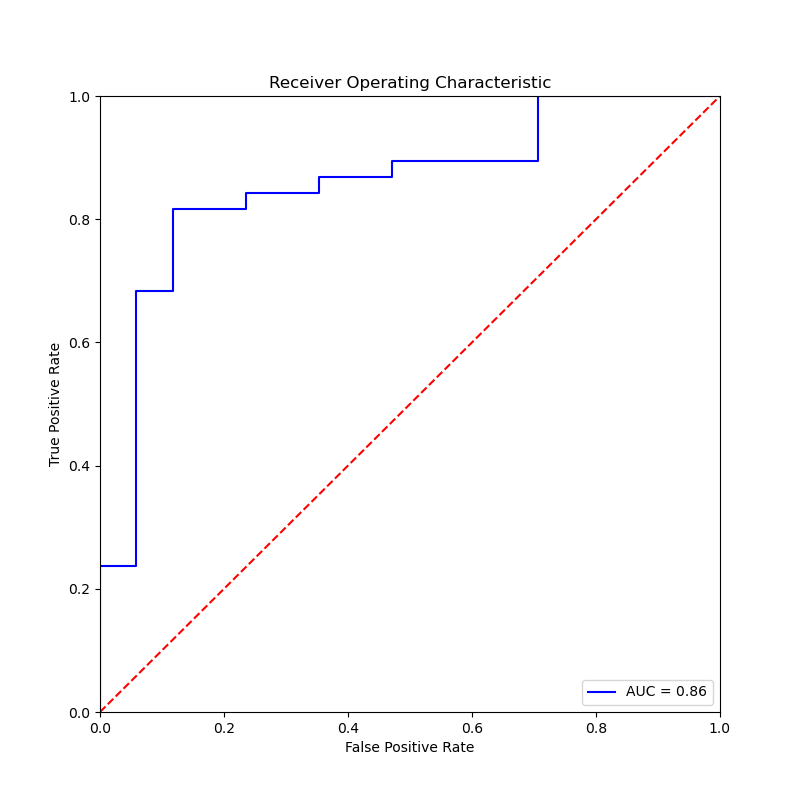 Receiver Operating Characteristic
True Positive Rate
1.0
0.8
0.6
0.4
0.2
0.0
AUC = 0.86
0.0 0.2 0.4 0.6 0.8 1.0
False Positive Rate